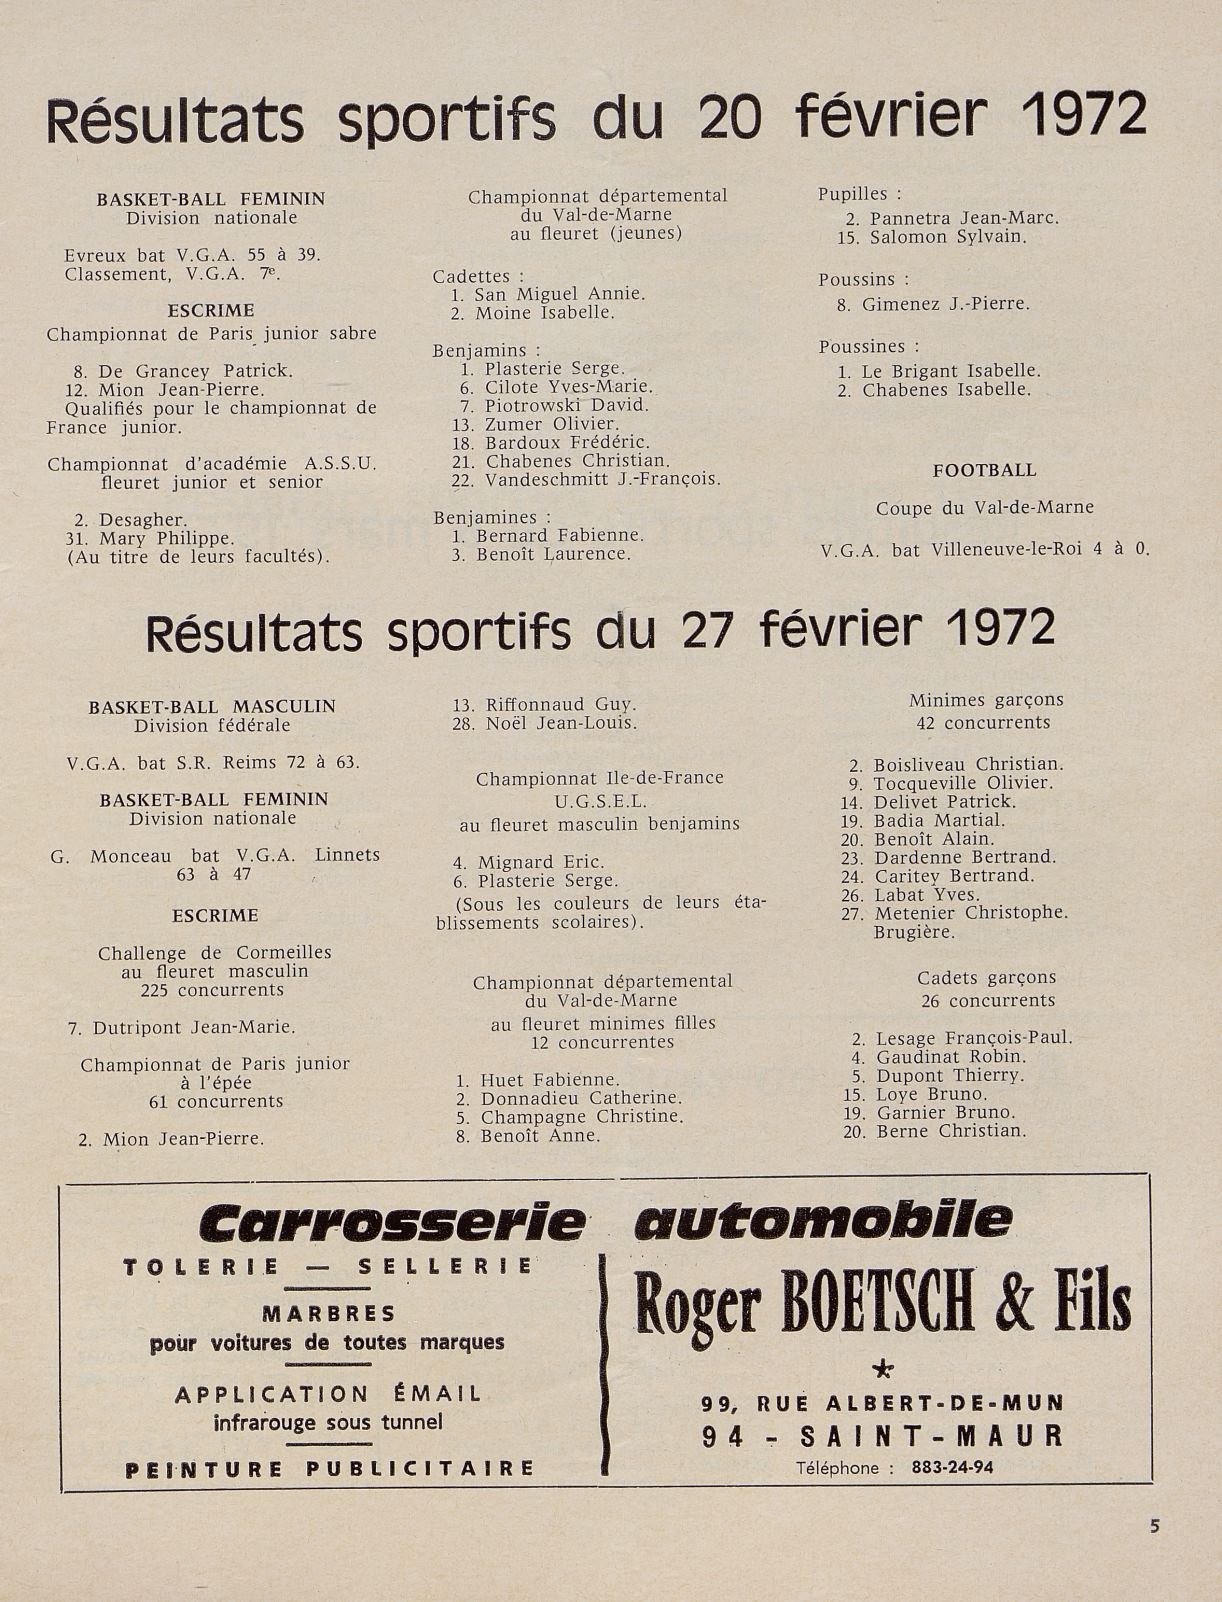 Résultats sportifs du 20 février 1972
BASKET-BALL FEMININ
Division nationale
Evreux bat V.G.A. 55 à 39.
Classement, V.G.A. 7e.
ESCRIME
Championnat de Paris junior sabre
8. De Grancey Patrick.
12. Mion Jean-Pierre.
Qualifiés pour le championnat de
France junior.
Championnat d'académie A.S.S.U.
fleuret junior et senior
2. Desagher.
31. Mary Philippe.
(Au titre de leurs facultés).
Championnat départemental
du Val-de-Marne
au fleuret (jeunes)
Cadettes :
1. San Miguel Annie.
2. Moine Isabelle.
Benjamins :
1. Plasterie Serge.
6. Cilote Yves-Marie.
7. Piotrowski David.
13. Zumer Olivier.
18. Bardoux Frédéric.
21. Chabenes Christian.
22. Vandeschmitt J.-François.
Benjamines :
1. Bernard Fabienne.
3. Benoît Laurence.
Pupilles :
2. Pannetra Jean-Marc.
15. Salomon Sylvain.
Poussins :
8. Gimenez J.-Pierre.
Poussines :
1. Le Brigant Isabelle.
2. Chabenes Isabelle.
FOOTBALL
Coupe du Val-de-Marne
V.G.A. bat Villeneuve-le-Roi 4 à 0.
Résultats sportifs du 27 février 1972
BASKET-BALL MASCULIN
Division fédérale
V.G.A. bat S.R. Reims 72 à 63.
BASKET-BALL FEMININ
Division nationale
G. Monceau bat V.G.A. Linnets
63 à 47
ESCRIME
Challenge de Cormeilles
au fleuret masculin
225 concurrents
7. Dutripont Jean-Marie.
Championnat de Paris junior
à l'épée
61 concurrents
2. Mion Jean-Pierre.
13. Riffonnaud Guy.
28. Noël Jean-Louis.
Championnat Ile-de-France
U.G.S.E.L.
au fleuret masculin benjamins
4. Mignard Eric.
6. Plasterie Serge.
(Sous les couleurs de leurs éta-
blissements scolaires).
Championnat départemental
du Val-de-Marne
au fleuret minimes filles
12 concurrentes
1. Huet Fabienne.
2. Donnadieu Catherine.
5. Champagne Christine.
8. Benoît Anne.
Minimes garçons
42 concurrents
2. Boisliveau Christian.
9. Tocqueville Olivier.
14. Delivet Patrick.
19. Badia Martial.
20. Benoît Alain.
23. Dardenne Bertrand.
24. Caritey Bertrand.
26. Labat Yves.
27. Metenier Christophe.
Brugière.
Cadets garçons
26 concurrents
2. Lesage François-Paul.
4. Gaudinat Robin.
5. Dupont Thierry.
15. Loye Bruno.
19. Garnier Bruno.
20. Berne Christian.
Carrosserie automobile
TOLERIE — SELLERIE
MARBRES
pour voitures de toutes marques
APPLICATION ÉMAIL
infrarouge sous tunnel
PEINTURE PUBLICITAIRE
Roger BOETSCH & Fils
99, RUE ALBERT-DE-MUN
94 - SAINT-MAUR
Téléphone : 883-24-94
5